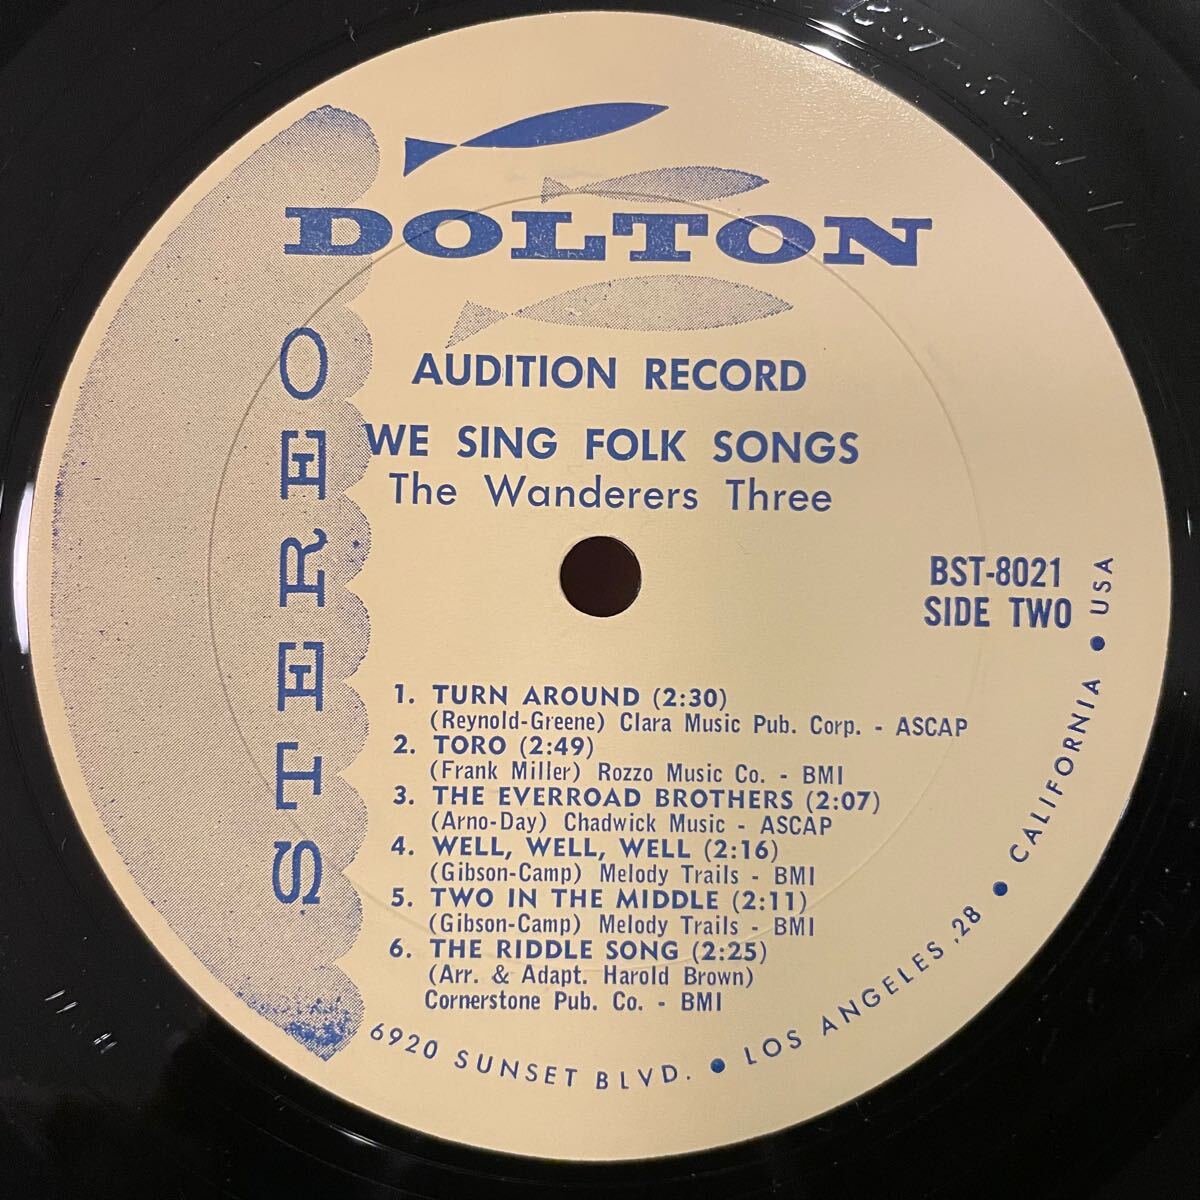 DOLTON
STEREO
AUDITION RECORD
WE SING FOLK SONGS
The Wanderers Three
BST-8021
SIDE TWO
1. TURN AROUND (2:30)
(Reynold-Greene) Clara Music Pub. Corp. - ASCAP
2. TORO (2:49)
(Frank Miller) Rozzo Music Co. - BMI
3. THE EVERROAD BROTHERS (2:07)
(Arno-Day) Chadwick Music - ASCAP
4. WELL, WELL, WELL (2:16)
(Gibson-Camp) Melody Trails - BMI
5. TWO IN THE MIDDLE (2:11)
(Gibson-Camp) Melody Trails - BMI
6. THE RIDDLE SONG (2:25)
(Arr. & Adapt. Harold Brown)
Cornerstone Pub. Co. - BMI
6920 SUNSET BLVD. • LOS ANGELES ,28 • CALIFORNIA • USA